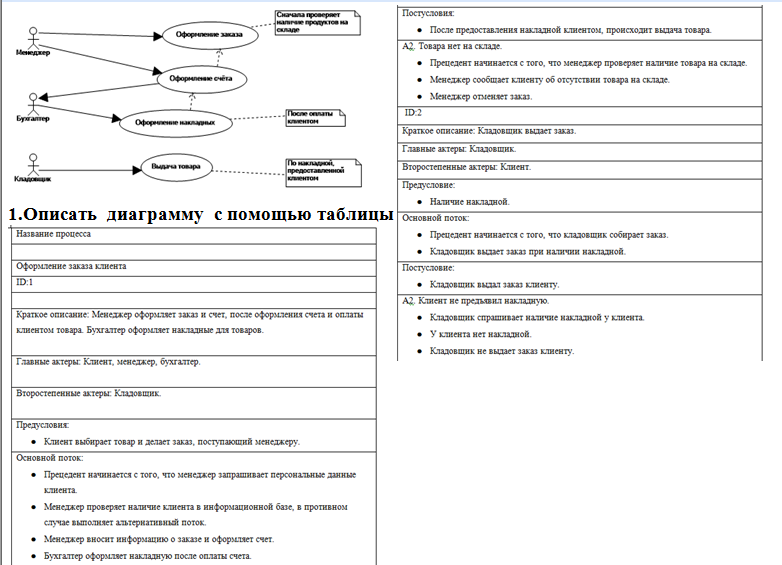 Менеджер
Бухгалтер
Кладовщик
Оформление заказа
Оформление счёта
Оформление накладных
Выдача товара
Сначала проверяет
наличие продуктов на
складе
После оплаты
клиентом
По накладной,
предоставленной
клиентом
1.Описать диаграмму с помощью таблицы
Название процесса
Оформление заказа клиента
ID:1
Краткое описание: Менеджер оформляет заказ и счет, после оформления счета и оплаты
клиентом товара. Бухгалтер оформляет накладные для товаров.
Главные актеры: Клиент, менеджер, бухгалтер.
Второстепенные актеры: Кладовщик.
Предусловия:
● Клиент выбирает товар и делает заказ, поступающий менеджеру.
Основной поток:
● Прецедент начинается с того, что менеджер запрашивает персональные данные
клиента.
● Менеджер проверяет наличие клиента в информационной базе, в противном
случае выполняет альтернативный поток.
● Менеджер вносит информацию о заказе и оформляет счет.
● Бухгалтер оформляет накладную после оплаты счета.
Постусловия:
● После предоставления накладной клиентом, происходит выдача товара.
А2. Товара нет на складе.
● Прецедент начинается с того, что менеджер проверяет наличие товара на складе.
● Менеджер сообщает клиенту об отсутствии товара на складе.
● Менеджер отменяет заказ.
ID:2
Краткое описание: Кладовщик выдает заказ.
Главные актеры: Кладовщик.
Второстепенные актеры: Клиент.
Предусловие:
● Наличие накладной.
Основной поток:
● Прецедент начинается с того, что кладовщик собирает заказ.
● Кладовщик выдает заказ при наличии накладной.
Постусловие:
● Кладовщик выдал заказ клиенту.
А2. Клиент не предъявил накладную.
● Кладовщик спрашивает наличие накладной у клиента.
● У клиента нет накладной.
● Кладовщик не выдает заказ клиенту.